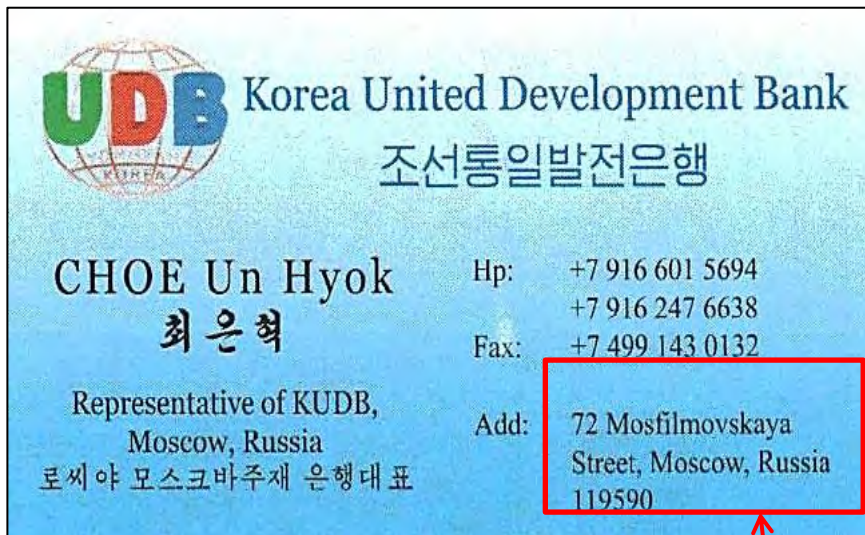 UDB
KOREA
Korea United Development Bank
조선통일발전은행
CHOE Un Hyok
최은혁
Representative of KUDB,
Moscow, Russia
로씨야 모스크바주재 은행대표
Hp: +7 916 601 5694
+7 916 247 6638
Fax: +7 499 143 0132
Add: 72 Mosfilmovskaya
Street, Moscow, Russia
119590